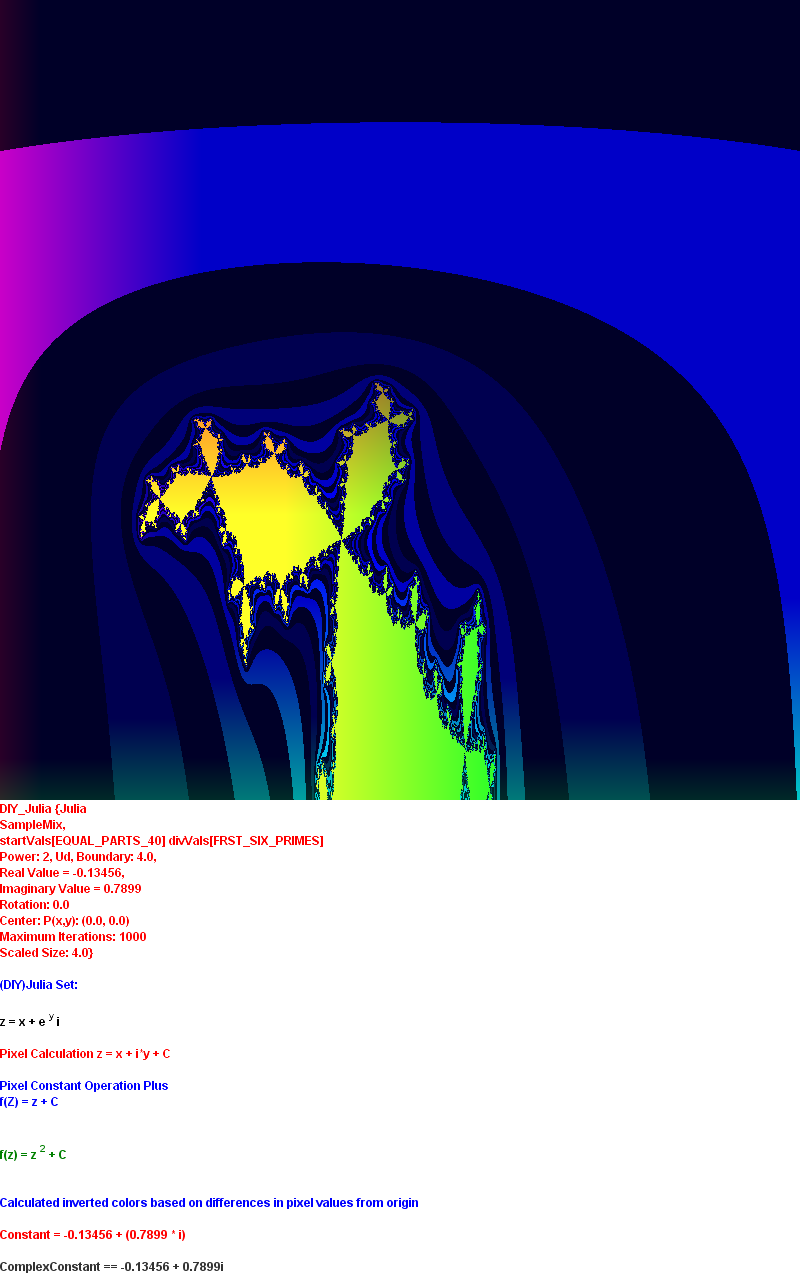 DIY_Julia {Julia
SampleMix,
startVals[EQUAL_PARTS_40] divVals[FRST_SIX_PRIMES]
Power: 2, Ud, Boundary: 4.0,
Real Value = -0.13456,
Imaginary Value = 0.7899
Rotation: 0.0
Center: P(x,y): (0.0, 0.0)
Maximum Iterations: 1000
Scaled Size: 4.0}
(DIY)Julia Set:
z = x + e y i
Pixel Calculation z = x + i*y + C
Pixel Constant Operation Plus
f(Z) = z + C
f(z) = z 2 + C
Calculated inverted colors based on differences in pixel values from origin
Constant = -0.13456 + (0.7899 * i)
ComplexConstant == -0.13456 + 0.7899i